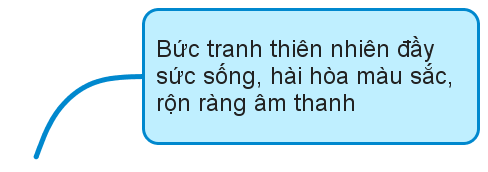 Bức tranh thiên nhiên đầy
sức sống, hài hòa màu sắc,
rộn ràng âm thanh